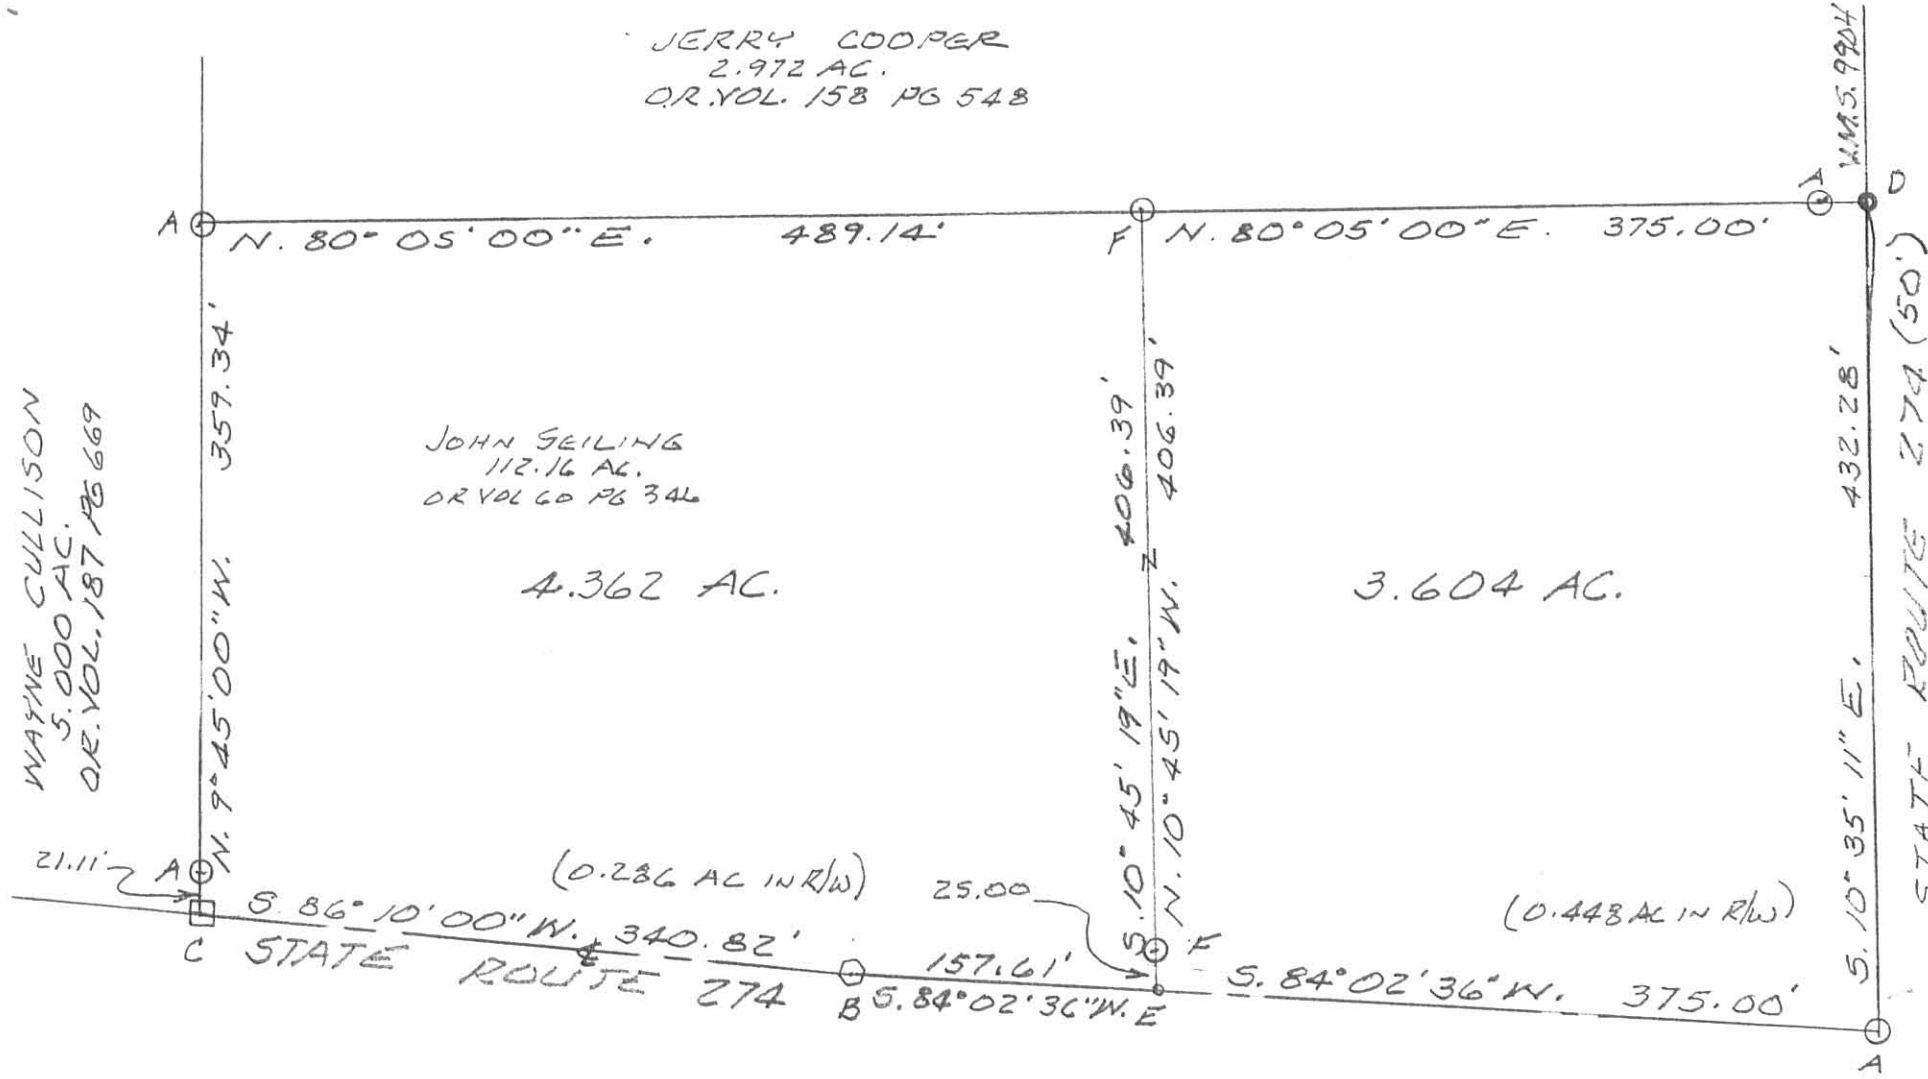 JERRY COOPER
2.972 AC.
O.R. VOL. 158 PG 548
V.M.S. 9904
A
D
A
N. 80° 05' 00" E. 489.14'
F
N. 80° 05' 00" E. 375.00'
STATE ROUTE 274 (50')
WAYNE CULLISON
5.000 AC.
O.R. VOL. 187 PG 669
N. 9° 45' 00" W. 359.34'
JOHN SEILING
112.16 AC.
OR VOL 60 PG 346
4.362 AC.
S. 10° 45' 19" E. 406.39'
N. 10° 45' 19" W. 406.39'
Z
3.604 AC.
S. 10° 35' 11" E. 432.28'
21.11'
A
(0.286 AC IN R/W)
25.00
(0.448 AC IN R/W)
F
C
S. 86° 10' 00" W. 340.82'
STATE ROUTE 274
B
157.61'
S. 84° 02' 36" W.
E
S. 84° 02' 36" W. 375.00'
A